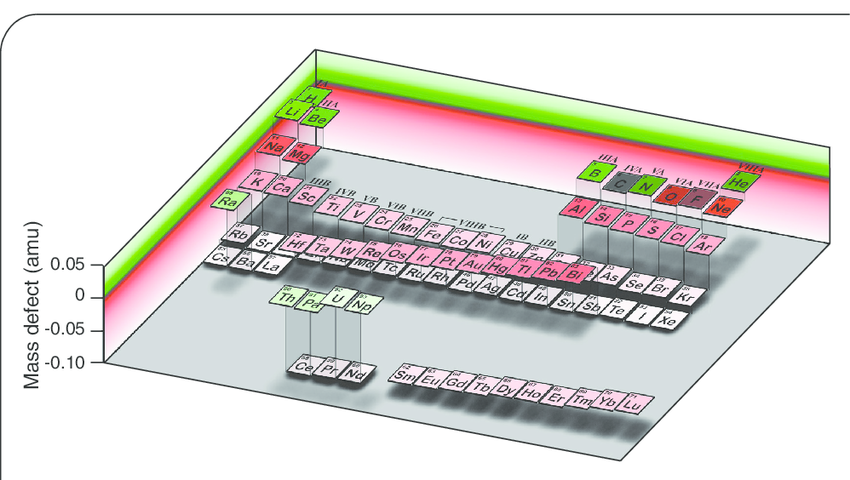 IA
H
IIA
Li
Be
Na
Mg
IIIA
IVA
VA
VIA
VIIA
VIIIA
B
C
N
O
F
He
Ne
K
Ca
Sc
IIIB
IVB
VB
VIB
VIIB
VIIIB
IB
IIB
Ti
V
Cr
Mn
Fe
Co
Ni
Cu
Zn
Al
Si
P
S
Cl
Ar
Ra
Rb
Sr
Hf
Ta
W
Re
Os
Ir
Pt
Au
Hg
Tl
Pb
Bi
As
Se
Br
Kr
Cs
Ba
La
Mo
Tc
Ru
Rh
Pd
Ag
Cd
In
Sn
Sb
Te
I
Xe
Th
Pa
U
Np
Ce
Pr
Nd
Sm
Eu
Gd
Tb
Dy
Ho
Er
Tm
Yb
Lu
Mass defect (amu)
0.05
0
-0.05
-0.10